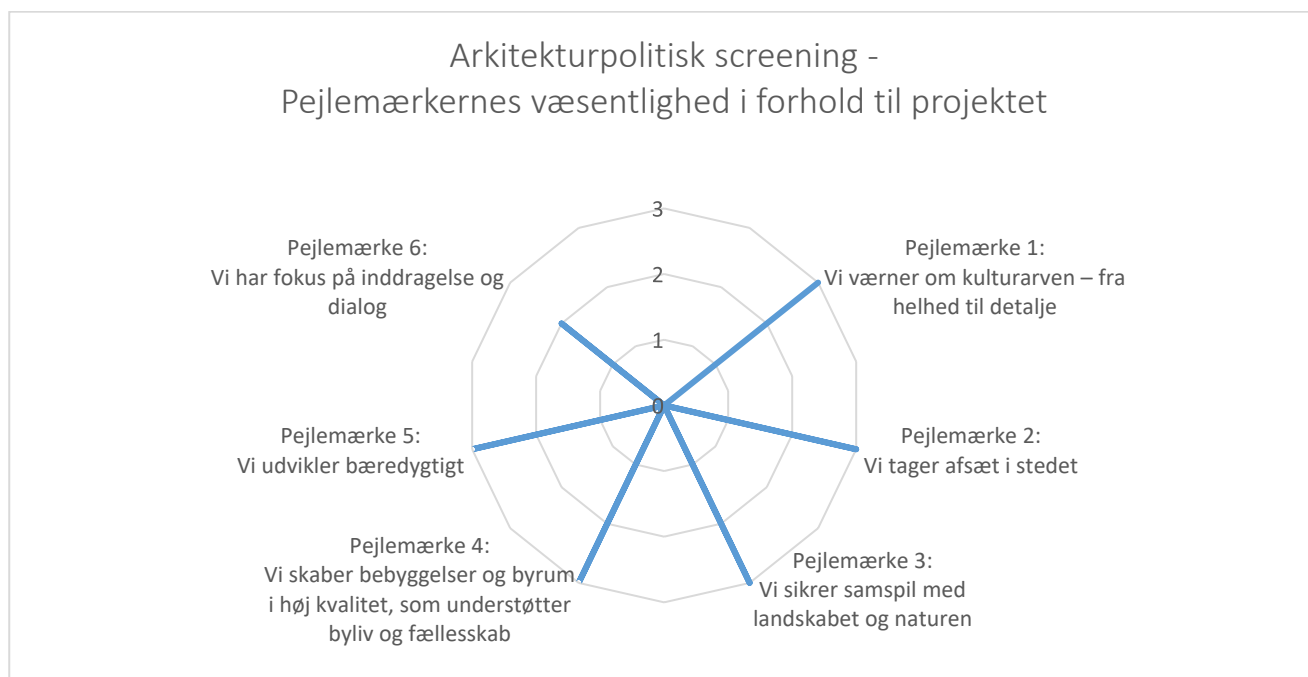 Arkitekturpolitisk screening -
Pejlemærkernes væsentlighed i forhold til projektet
3
2
1
0
Pejlemærke 1:
Vi værner om kulturarven – fra
helhed til detalje
Pejlemærke 2:
Vi tager afsæt i stedet
Pejlemærke 3:
Vi sikrer samspil med
landskabet og naturen
Pejlemærke 4:
Vi skaber bebyggelser og byrum
i høj kvalitet, som understøtter
byliv og fællesskab
Pejlemærke 5:
Vi udvikler bæredygtigt
Pejlemærke 6:
Vi har fokus på inddragelse og
dialog